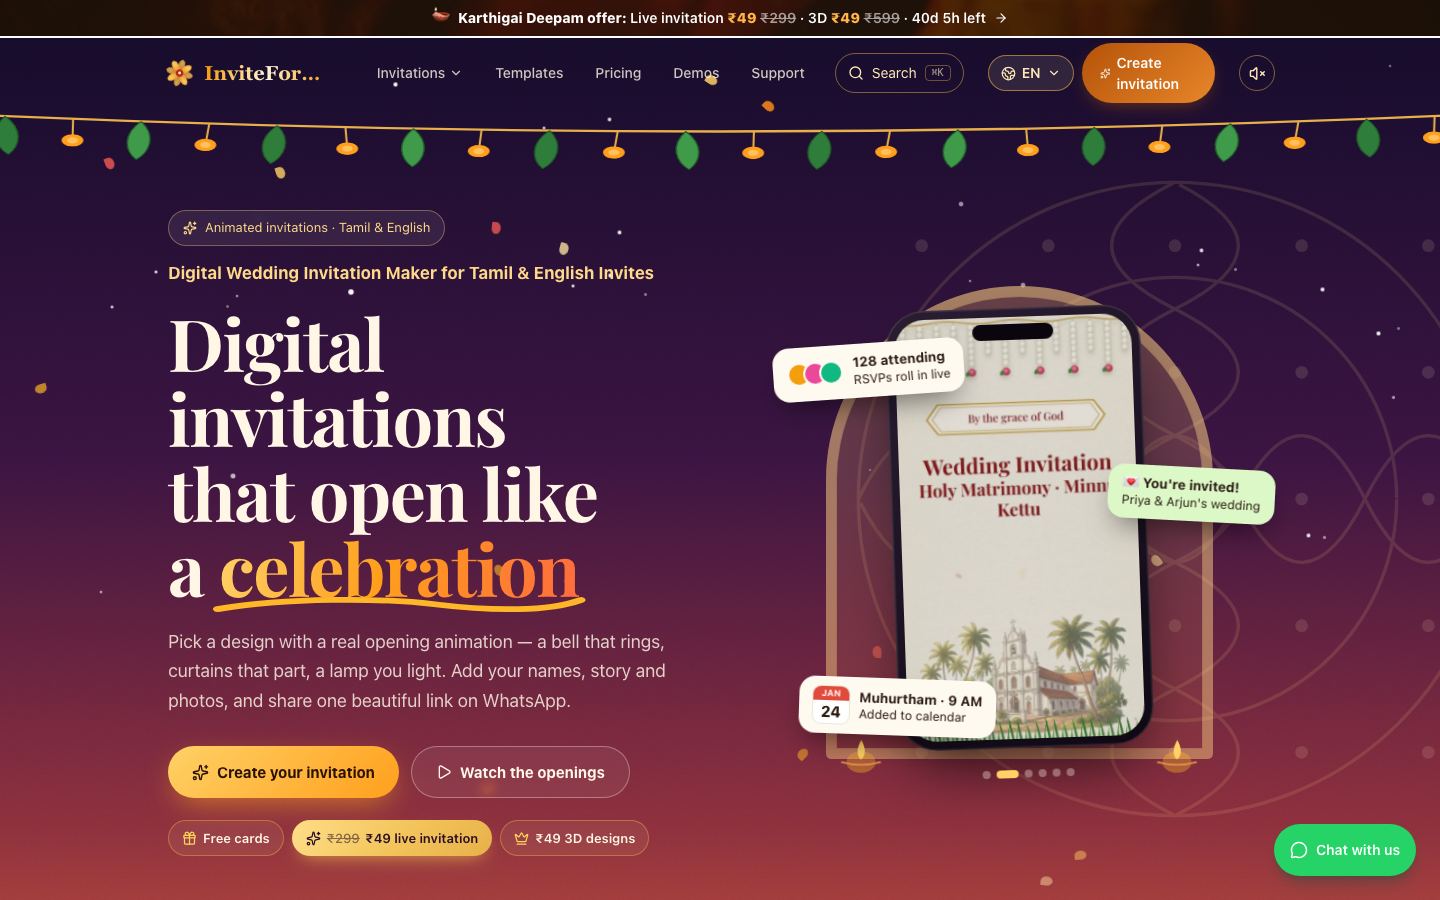 Karthigai Deepam offer: Live invitation ₹49 ₹299 · 3D ₹49 ₹599 · 40d 5h left →
InviteFor...
Invitations
Templates
Pricing
Demos
Support
Search ⌘K
EN
Create
invitation
Animated invitations · Tamil & English
Digital Wedding Invitation Maker for Tamil & English Invites
Digital
invitations
that open like
a celebration
Pick a design with a real opening animation — a bell that rings,
curtains that part, a lamp you light. Add your names, story and
photos, and share one beautiful link on WhatsApp.
Create your invitation
Watch the openings
Free cards
₹299 ₹49 live invitation
₹49 3D designs
128 attending
RSVPs roll in live
By the grace of God
Wedding Invitation
Holy Matrimony ·
Kettu
You're invited!
Priya & Arjun's wedding
JAN
24
Muhurtham · 9 AM
Added to calendar
Chat with us